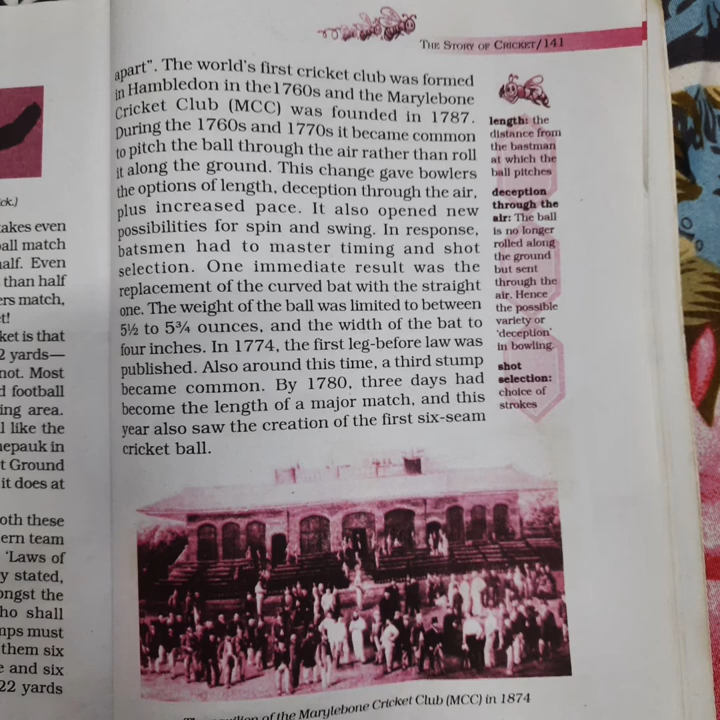 THE STORY OF CRICKET/141
ck.)
akes even
all match
alf. Even
than half
ers match,
t!
ket is that
2 yards—
not. Most
d football
ing area.
l like the
epauk in
t Ground
it does at
oth these
ern team
'Laws of
y stated,
ongst the
ho shall
mps must
them six
e and six
22 yards
apart". The world's first cricket club was formed
in Hambledon in the1760s and the Marylebone
Cricket Club (MCC) was founded in 1787.
During the 1760s and 1770s it became common
to pitch the ball through the air rather than roll
it along the ground. This change gave bowlers
the options of length, deception through the air,
plus increased pace. It also opened new
possibilities for spin and swing. In response,
batsmen had to master timing and shot
selection. One immediate result was the
replacement of the curved bat with the straight
one. The weight of the ball was limited to between
5½ to 5¾ ounces, and the width of the bat to
four inches. In 1774, the first leg-before law was
published. Also around this time, a third stump
became common. By 1780, three days had
become the length of a major match, and this
year also saw the creation of the first six-seam
cricket ball.
length: the
distance from
the bastman
at which the
ball pitches
deception
through the
air: The ball
is no longer
rolled along
the ground
but sent
through the
air. Hence
the possible
variety or
'deception'
in bowling.
shot
selection:
choice of
strokes
of the Marylebone Cricket Club (MCC) in 1874